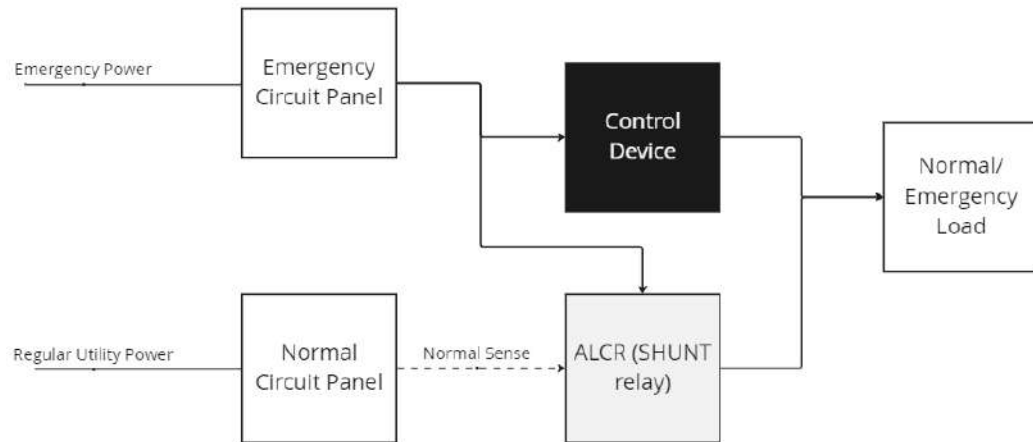 Emergency Power
Emergency
Circuit Panel
Control
Device
Normal/
Emergency
Load
Regular Utility Power
Normal
Circuit Panel
Normal Sense
ALCR (SHUNT
relay)